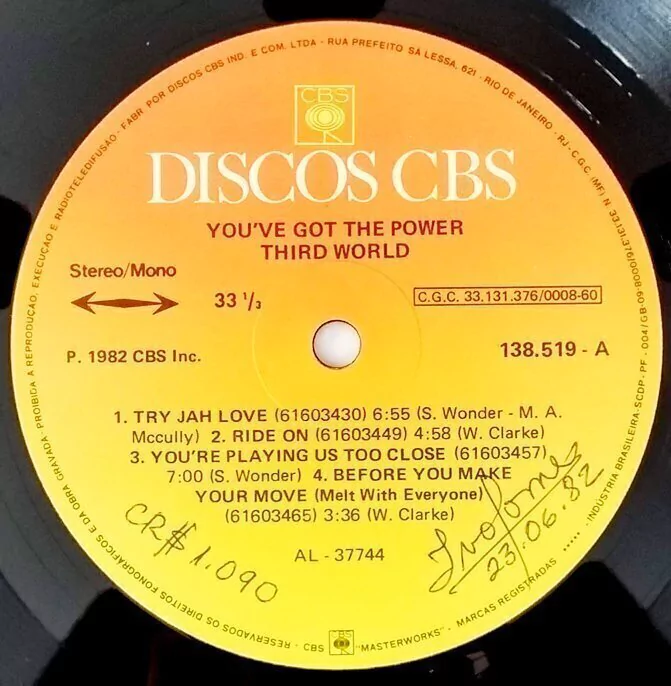 FABR. POR DISCOS CBS IND. E COM. LTDA - RUA PREFEITO SÁ LESSA, 621 - RIO DE JANEIRO - RJ - C.G.C. (MF) N 33.131.376/0008-60
CBS
DISCOS CBS
YOU'VE GOT THE POWER
THIRD WORLD
Stereo/Mono
33 1/3
C.G.C. 33.131.376/0008-60
P. 1982 CBS Inc.
138.519 - A
1. TRY JAH LOVE (61603430) 6:55 (S. Wonder - M. A.
Mccully) 2. RIDE ON (61603449) 4:58 (W. Clarke)
3. YOU'RE PLAYING US TOO CLOSE (61603457)
7:00 (S. Wonder) 4. BEFORE YOU MAKE
YOUR MOVE (Melt With Everyone)
(61603465) 3:36 (W. Clarke)
AL - 37744
CR$ 1.090
23.06.82
SCDP - PF - 004/GB-09- INDÚSTRIA BRASILEIRA - MARCAS REGISTRADAS - "MASTERWORKS" CBS - RESERVADOS OS DIREITOS FONOGRÁFICOS E DA OBRA GRAVADA. PROIBIDA A REPRODUÇÃO, EXECUÇÃO E RADIOTELEDIFUSÃO